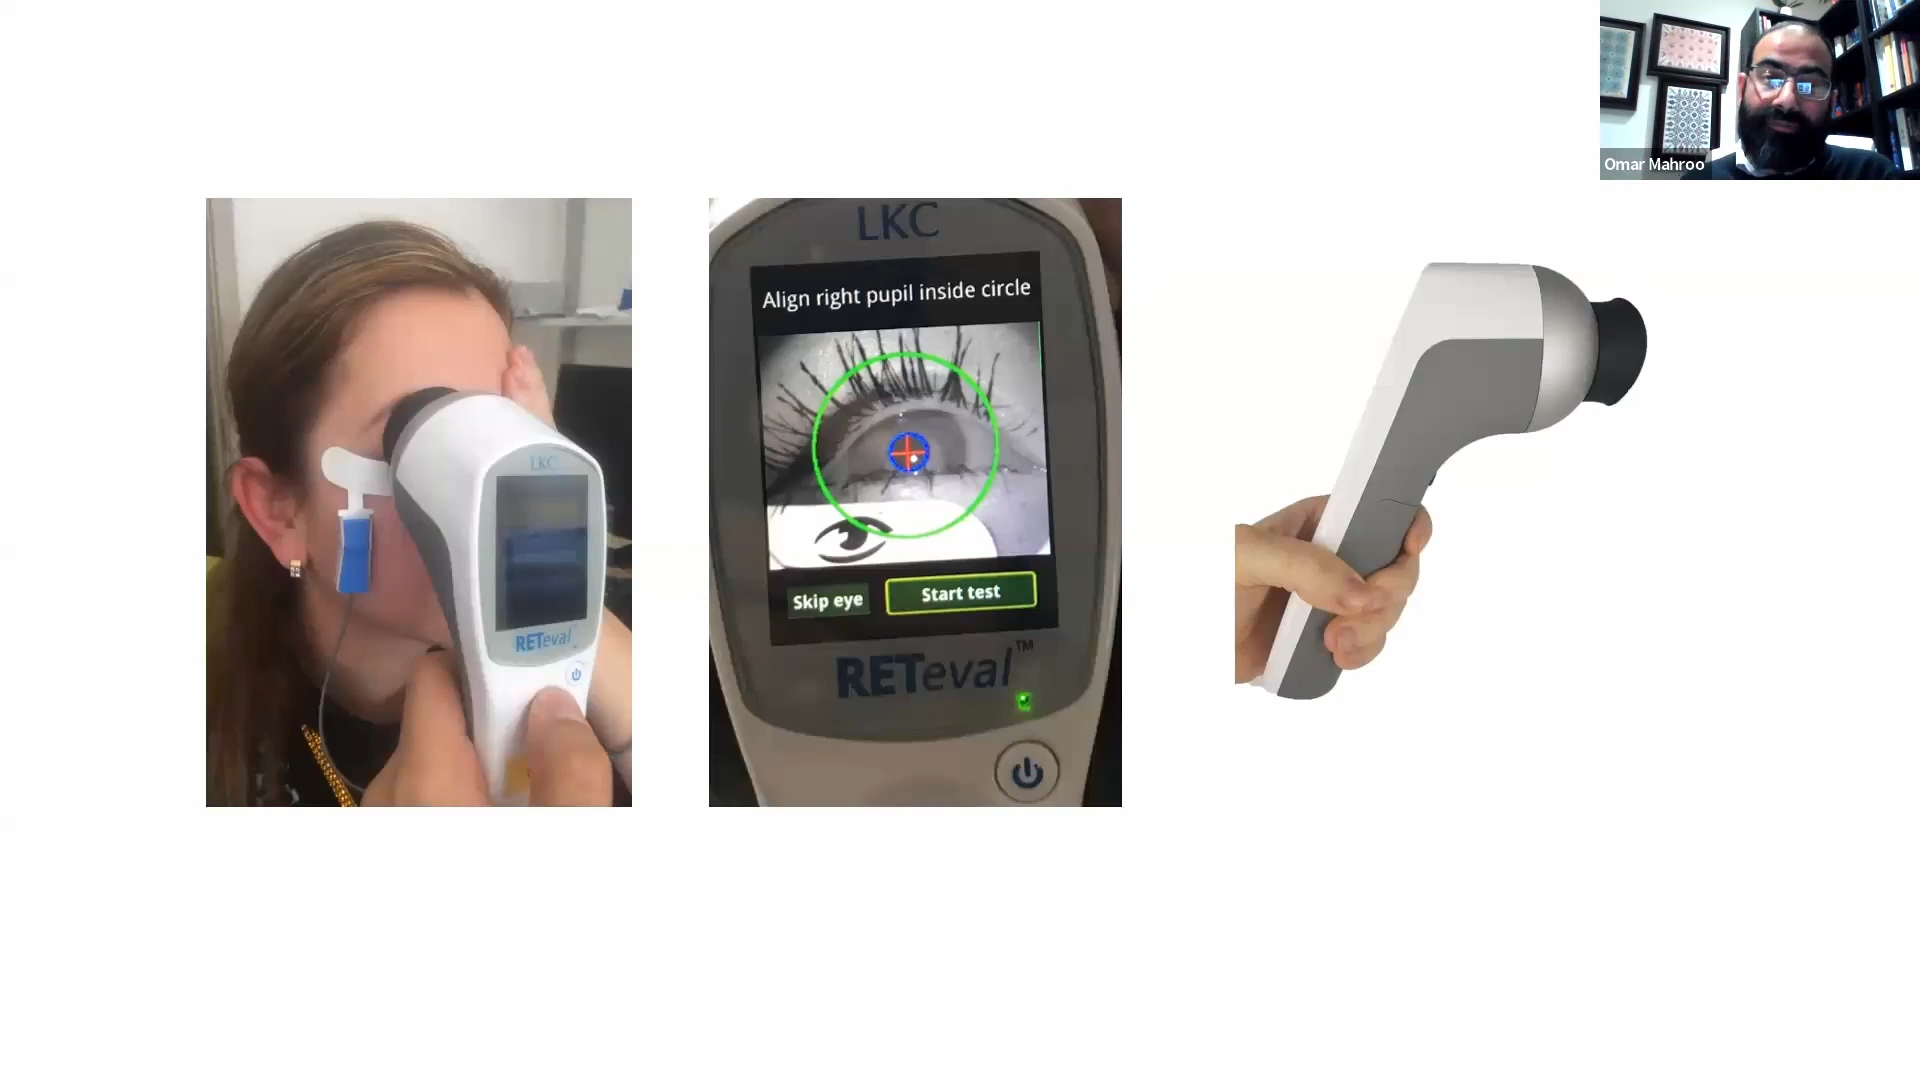 Omar Mahroo
LKC
RETeval
LKC
Align right pupil inside circle
Skip eye
Start test
RETeval™